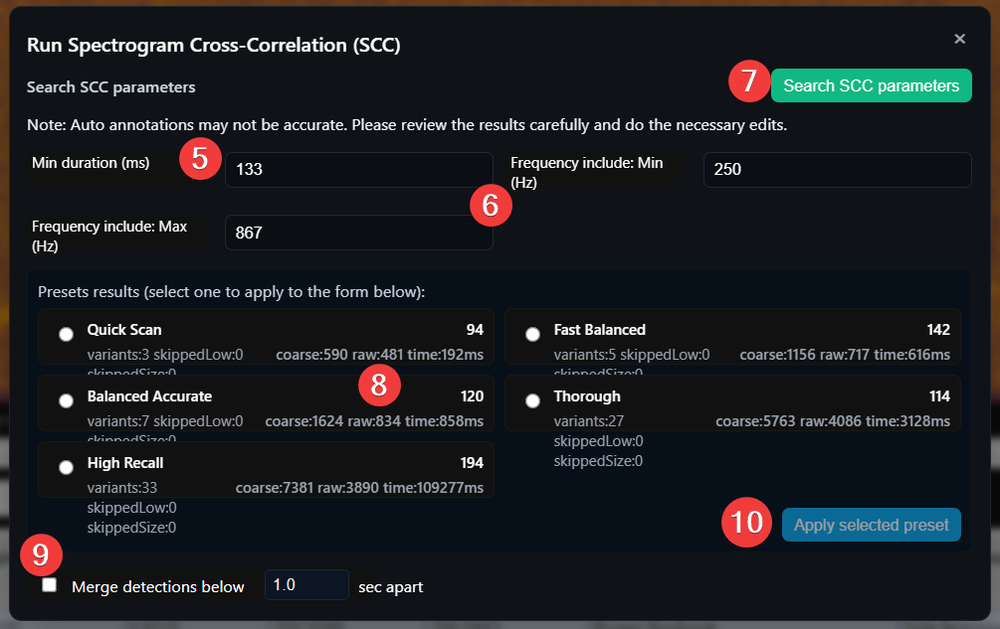 Run Spectrogram Cross-Correlation (SCC)
×
Search SCC parameters
7
Search SCC parameters
Note: Auto annotations may not be accurate. Please review the results carefully and do the necessary edits.
Min duration (ms)
5
133
Frequency include: Min
(Hz)
250
6
Frequency include: Max
(Hz)
867
Presets results (select one to apply to the form below):
Quick Scan 94
variants:3 skippedLow:0 coarse:590 raw:481 time:192ms
skippedSize:0
Fast Balanced 142
variants:5 skippedLow:0 coarse:1156 raw:717 time:616ms
skippedSize:0
8
Balanced Accurate 120
variants:7 skippedLow:0 coarse:1624 raw:834 time:858ms
skippedSize:0
Thorough 114
variants:27 coarse:5763 raw:4086 time:3128ms
skippedLow:0
skippedSize:0
High Recall 194
variants:33 coarse:7381 raw:3890 time:109277ms
skippedLow:0
skippedSize:0
10
Apply selected preset
9
Merge detections below 1.0 sec apart